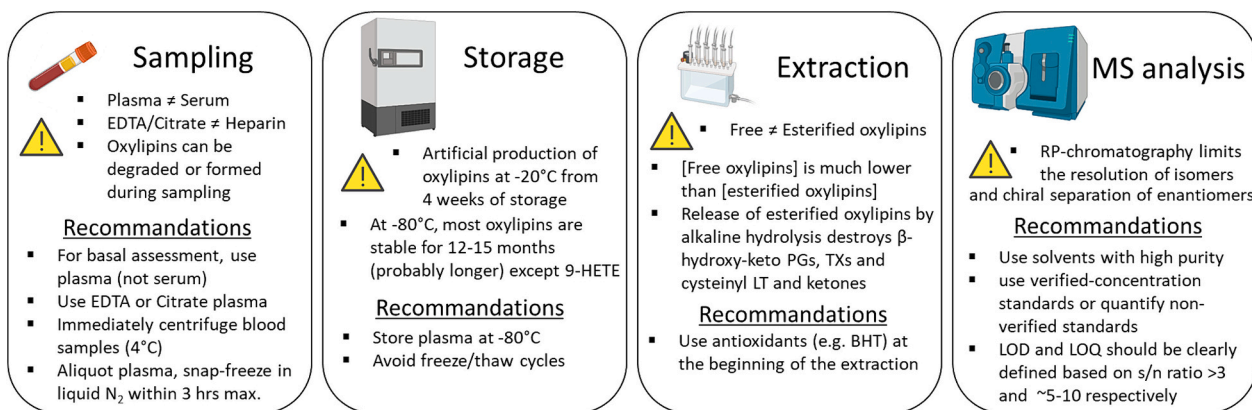 Sampling
▪ Plasma ≠ Serum
▪ EDTA/Citrate ≠ Heparin
▪ Oxylipins can be
degraded or formed
during sampling
Recommandations
▪ For basal assessment, use
plasma (not serum)
▪ Use EDTA or Citrate plasma
▪ Immediately centrifuge blood
samples (4°C)
▪ Aliquot plasma, snap-freeze in
liquid N₂ within 3 hrs max.
Storage
▪ Artificial production of
oxylipins at -20°C from
4 weeks of storage
▪ At -80°C, most oxylipins are
stable for 12-15 months
(probably longer) except 9-HETE
Recommandations
▪ Store plasma at -80°C
▪ Avoid freeze/thaw cycles
Extraction
▪ Free ≠ Esterified oxylipins
▪ [Free oxylipins] is much lower
than [esterified oxylipins]
▪ Release of esterified oxylipins by
alkaline hydrolysis destroys β-
hydroxy-keto PGs, TXs and
cysteinyl LT and ketones
Recommandations
▪ Use antioxidants (e.g. BHT) at
the beginning of the extraction
MS analysis
▪ RP-chromatography limits
the resolution of isomers
and chiral separation of enantiomers
Recommandations
▪ Use solvents with high purity
▪ use verified-concentration
standards or quantify non-
verified standards
▪ LOD and LOQ should be clearly
defined based on s/n ratio >3
and ~5-10 respectively